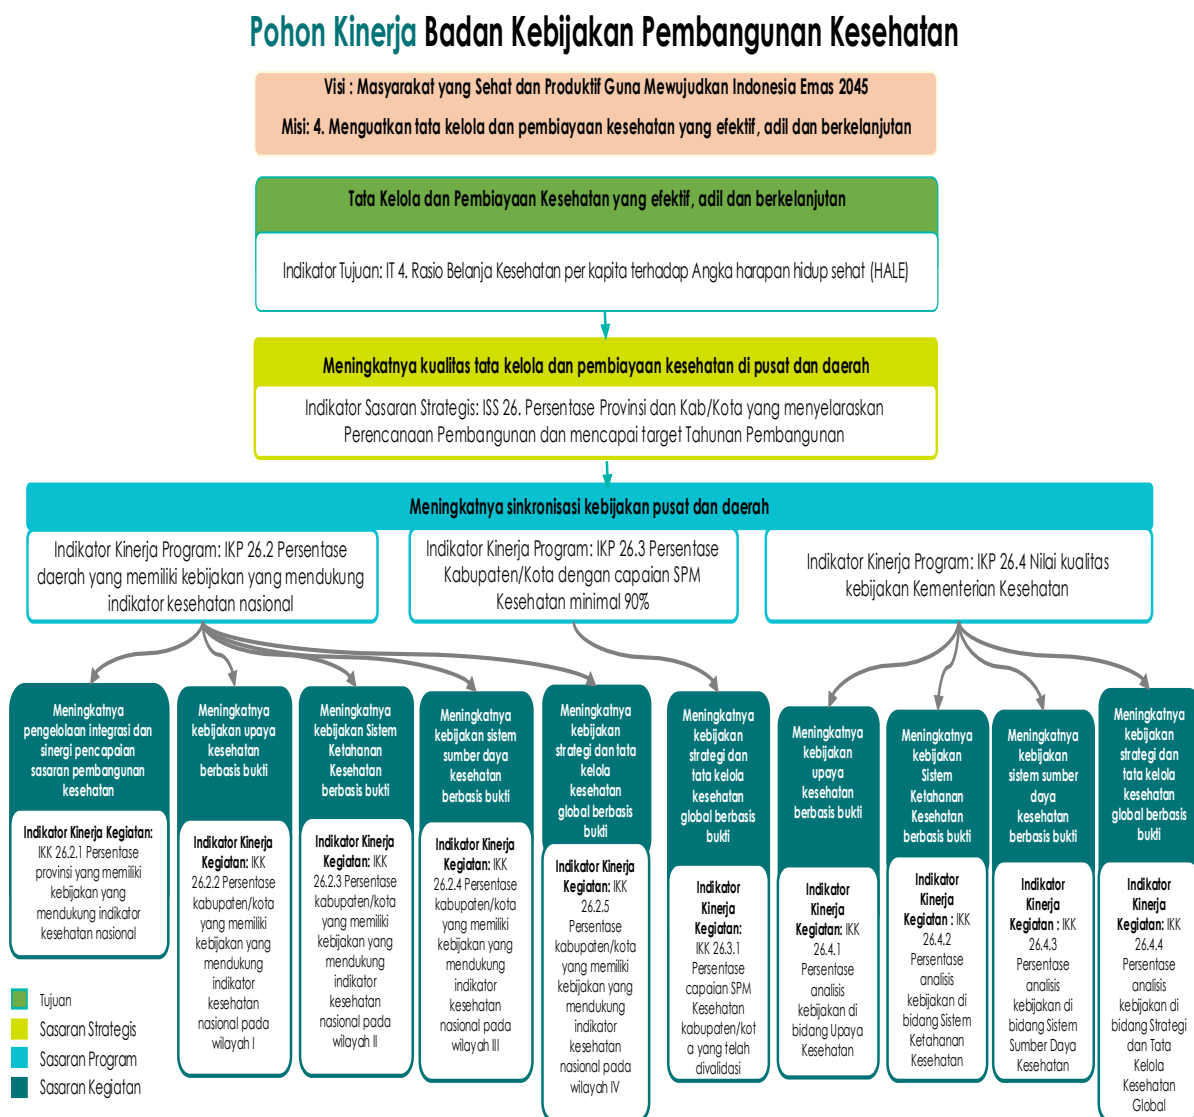 Pohon Kinerja Badan Kebijakan Pembangunan Kesehatan
Visi : Masyarakat yang Sehat dan Produktif Guna Mewujudkan Indonesia Emas 2045
Misi: 4. Menguatkan tata kelola dan pembiayaan kesehatan yang efektif, adil dan berkelanjutan
Tata Kelola dan Pembiayaan Kesehatan yang efektif, adil dan berkelanjutan
Indikator Tujuan: IT 4. Rasio Belanja Kesehatan per kapita terhadap Angka harapan hidup sehat (HALE)
Meningkatnya kualitas tata kelola dan pembiayaan kesehatan di pusat dan daerah
Indikator Sasaran Strategis: ISS 26. Persentase Provinsi dan Kab/Kota yang menyelaraskan
Perencanaan Pembangunan dan mencapai target Tahunan Pembangunan
Meningkatnya sinkronisasi kebijakan pusat dan daerah
Indikator Kinerja Program: IKP 26.2 Persentase
daerah yang memiliki kebijakan yang mendukung
indikator kesehatan nasional
Indikator Kinerja Program: IKP 26.3 Persentase
Kabupaten/Kota dengan capaian SPM
Kesehatan minimal 90%
Indikator Kinerja Program: IKP 26.4 Nilai kualitas
kebijakan Kementerian Kesehatan
Meningkatnya
pengelolaan integrasi dan
sinergi pencapaian
sasaran pembangunan
kesehatan
Indikator Kinerja Kegiatan:
IKK 26.2.1 Persentase
provinsi yang memiliki
kebijakan yang
mendukung indikator
kesehatan nasional
Meningkatnya
kebijakan upaya
kesehatan
berbasis bukti
Indikator Kinerja
Kegiatan: IKK
26.2.2 Persentase
kabupaten/kota
yang memiliki
kebijakan yang
mendukung
indikator
kesehatan
nasional pada
wilayah I
Meningkatnya
kebijakan Sistem
Ketahanan
Kesehatan
berbasis bukti
Indikator Kinerja
Kegiatan: IKK
26.2.3 Persentase
kabupaten/kota
yang memiliki
kebijakan yang
mendukung
indikator
kesehatan
nasional pada
wilayah II
Meningkatnya
kebijakan sistem
sumber daya
kesehatan
berbasis bukti
Indikator Kinerja
Kegiatan: IKK
26.2.4 Persentase
kabupaten/kota
yang memiliki
kebijakan yang
mendukung
indikator
kesehatan
nasional pada
wilayah III
Meningkatnya
kebijakan
strategi dan tata
kelola
kesehatan
global berbasis
bukti
Indikator Kinerja
Kegiatan: IKK
26.2.5
Persentase
kabupaten/kota
yang memiliki
kebijakan yang
mendukung
indikator
kesehatan
nasional pada
wilayah IV
Meningkatnya
kebijakan
strategi dan
tata kelola
kesehatan
global berbasis
bukti
Indikator
Kinerja
Kegiatan:
IKK 26.3.1
Persentase
capaian SPM
Kesehatan
kabupaten/kot
a yang telah
divalidasi
Meningkatnya
kebijakan
upaya
kesehatan
berbasis bukti
Indikator
Kinerja
Kegiatan: IKK
26.4.1
Persentase
analisis
kebijakan di
bidang Upaya
Kesehatan
Meningkatnya
kebijakan
Sistem
Ketahanan
Kesehatan
berbasis bukti
Indikator
Kinerja
Kegiatan : IKK
26.4.2
Persentase
analisis
kebijakan di
bidang Sistem
Ketahanan
Kesehatan
Meningkatnya
kebijakan
sistem sumber
daya
kesehatan
berbasis bukti
Indikator
Kinerja
Kegiatan : IKK
26.4.3
Persentase
analisis
kebijakan di
bidang Sistem
Sumber Daya
Kesehatan
Meningkatnya
kebijakan
strategi dan
tata kelola
kesehatan
global berbasis
bukti
Indikator
Kinerja
Kegiatan: IKK
26.4.4
Persentase
analisis
kebijakan di
bidang Strategi
dan Tata
Kelola
Kesehatan
Global
Tujuan
Sasaran Strategis
Sasaran Program
Sasaran Kegiatan